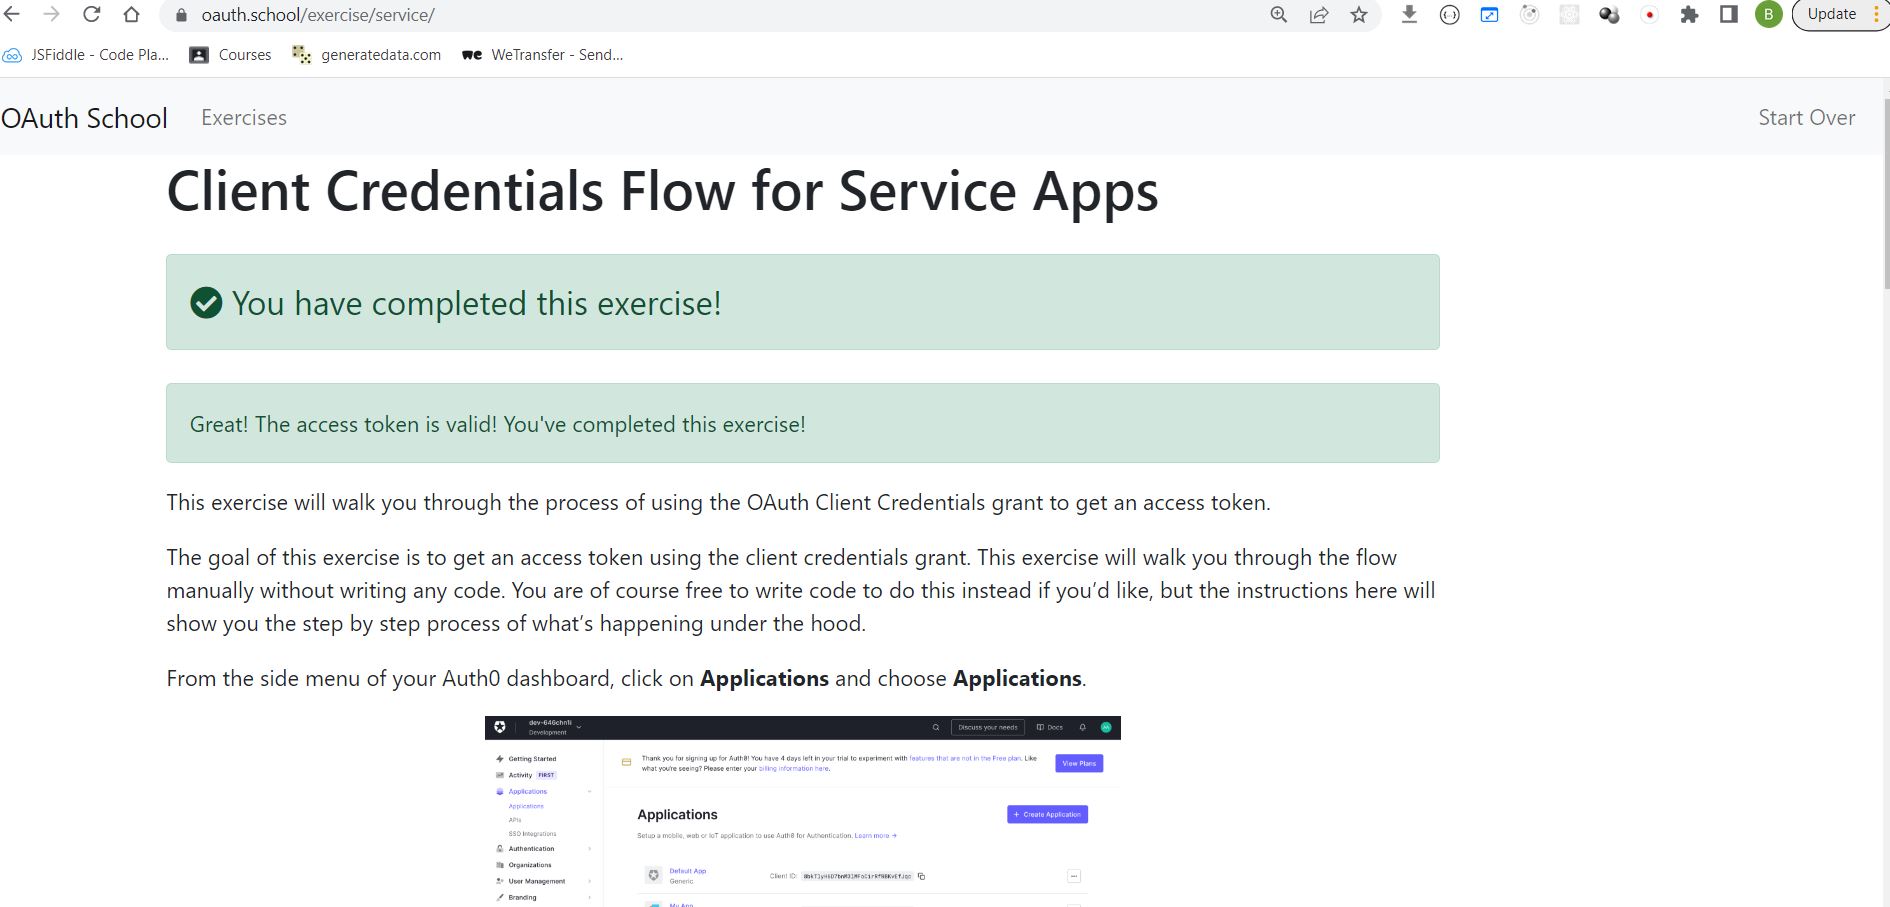 oauth.school/exercise/service/
B
Update
JSFiddle - Code Pla...
Courses
generatedata.com
WeTransfer - Send...
OAuth School
Exercises
Start Over
Client Credentials Flow for Service Apps
You have completed this exercise!
Great! The access token is valid! You've completed this exercise!
This exercise will walk you through the process of using the OAuth Client Credentials grant to get an access token.
The goal of this exercise is to get an access token using the client credentials grant. This exercise will walk you through the flow
manually without writing any code. You are of course free to write code to do this instead if you’d like, but the instructions here will
show you the step by step process of what’s happening under the hood.
From the side menu of your Auth0 dashboard, click on Applications and choose Applications.
Development
Discuss your needs
Docs
Getting Started
Activity FIRST
Applications
Applications
APIs
SSO Integrations
Authentication
Organizations
User Management
Branding
Thank you for signing up for Auth0! You have 4 days left in your trial to experiment with features that are not in the Free plan. Like
what you're seeing? Please enter your billing information here.
View Plans
Applications
+ Create Application
Setup a mobile, web or IoT application to use Auth0 for Authentication. Learn more →
Default App
Generic
Client ID:
My App